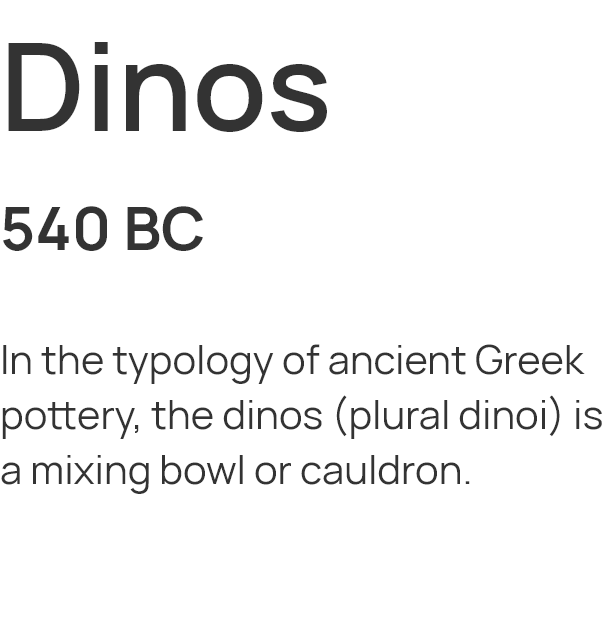 Dinos
540 BC
In the typology of ancient Greek
pottery, the dinos (plural dinoi) is
a mixing bowl or cauldron.